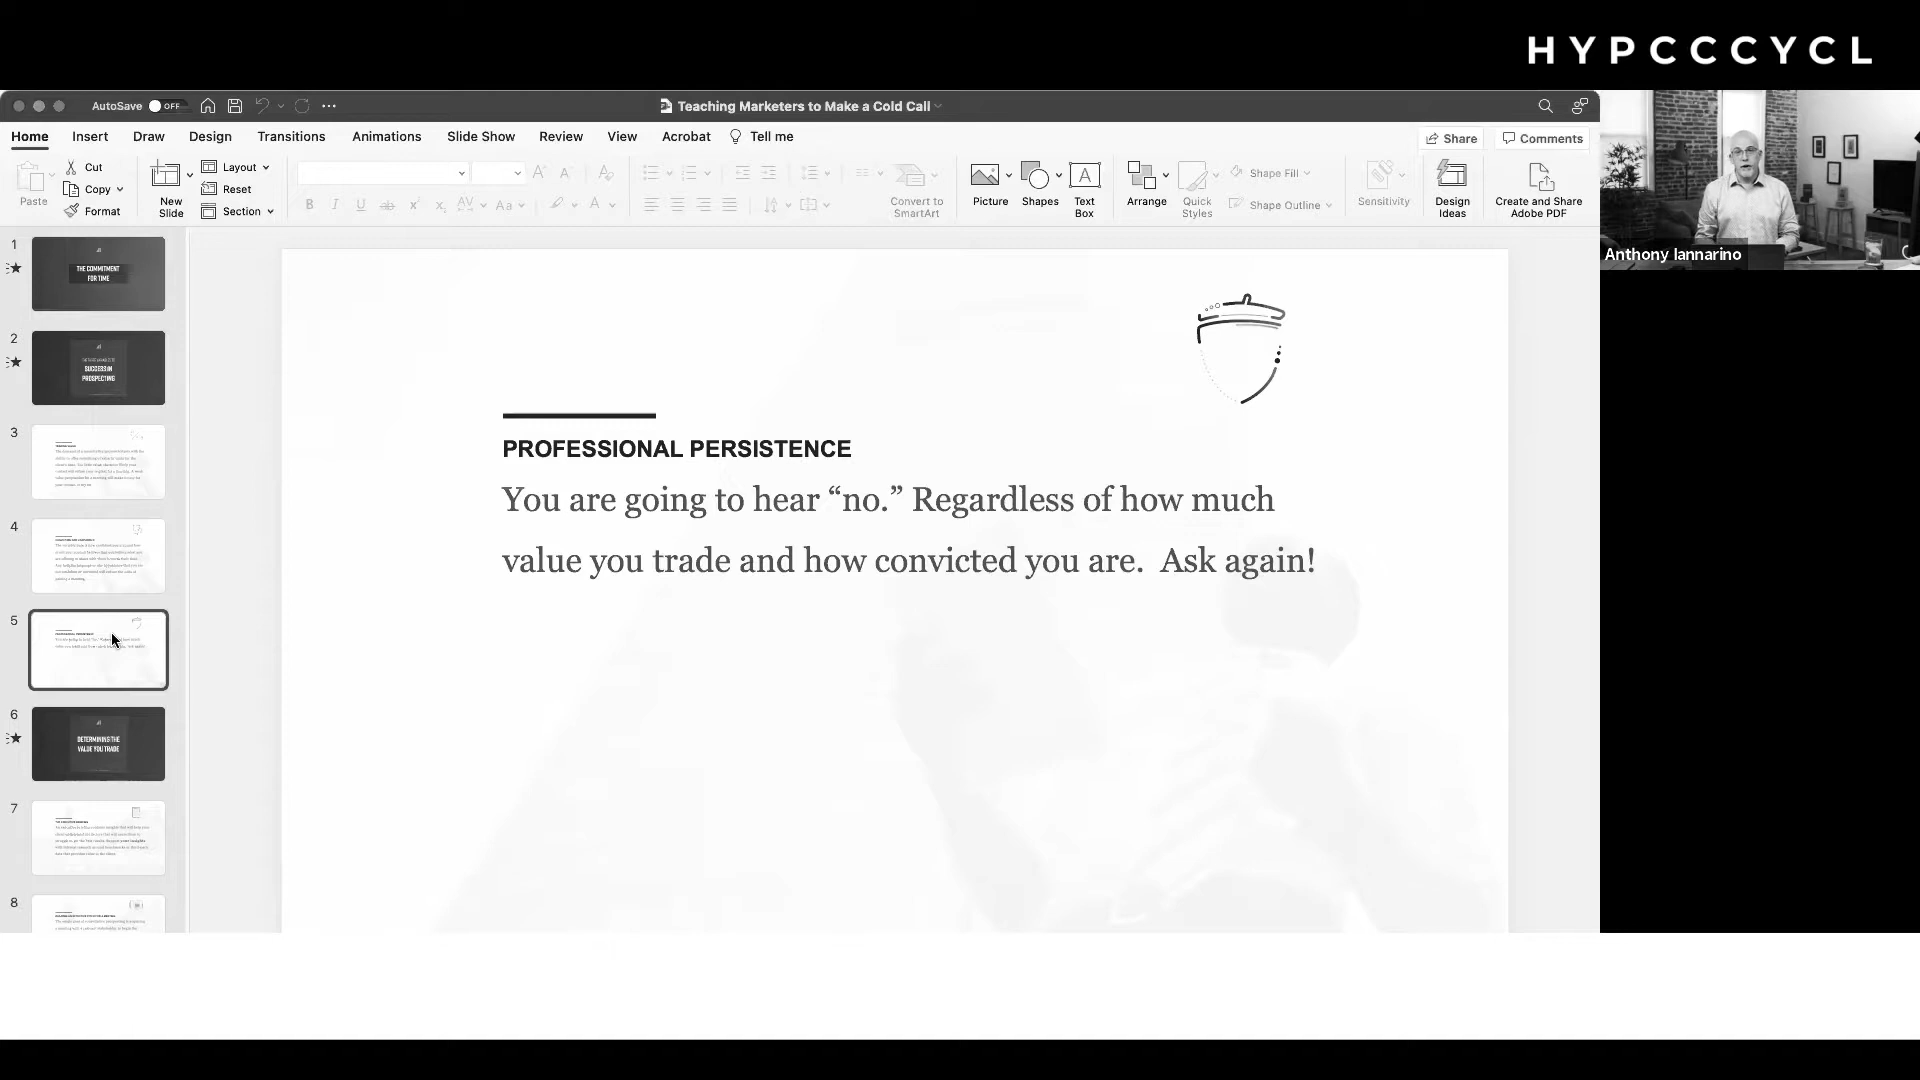 HYPCCCYCL
AutoSave OFF
Teaching Marketers to Make a Cold Call
Home Insert Draw Design Transitions Animations Slide Show Review View Acrobat Tell me
Share Comments
Paste
Cut
Copy
Format
New
Slide
Layout
Reset
Section
Convert to
SmartArt
Picture
Shapes
Text
Box
Arrange
Quick
Styles
Shape Fill
Shape Outline
Sensitivity
Design
Ideas
Create and Share
Adobe PDF
Anthony Iannarino
1
THE COMMITMENT
FOR TIME
2
SUCCESS IN
PROSPECTING
3
4
5
6
DETERMINING THE
VALUE YOU TRADE
7
8
PROFESSIONAL PERSISTENCE
You are going to hear “no.” Regardless of how much
value you trade and how convicted you are.  Ask again!